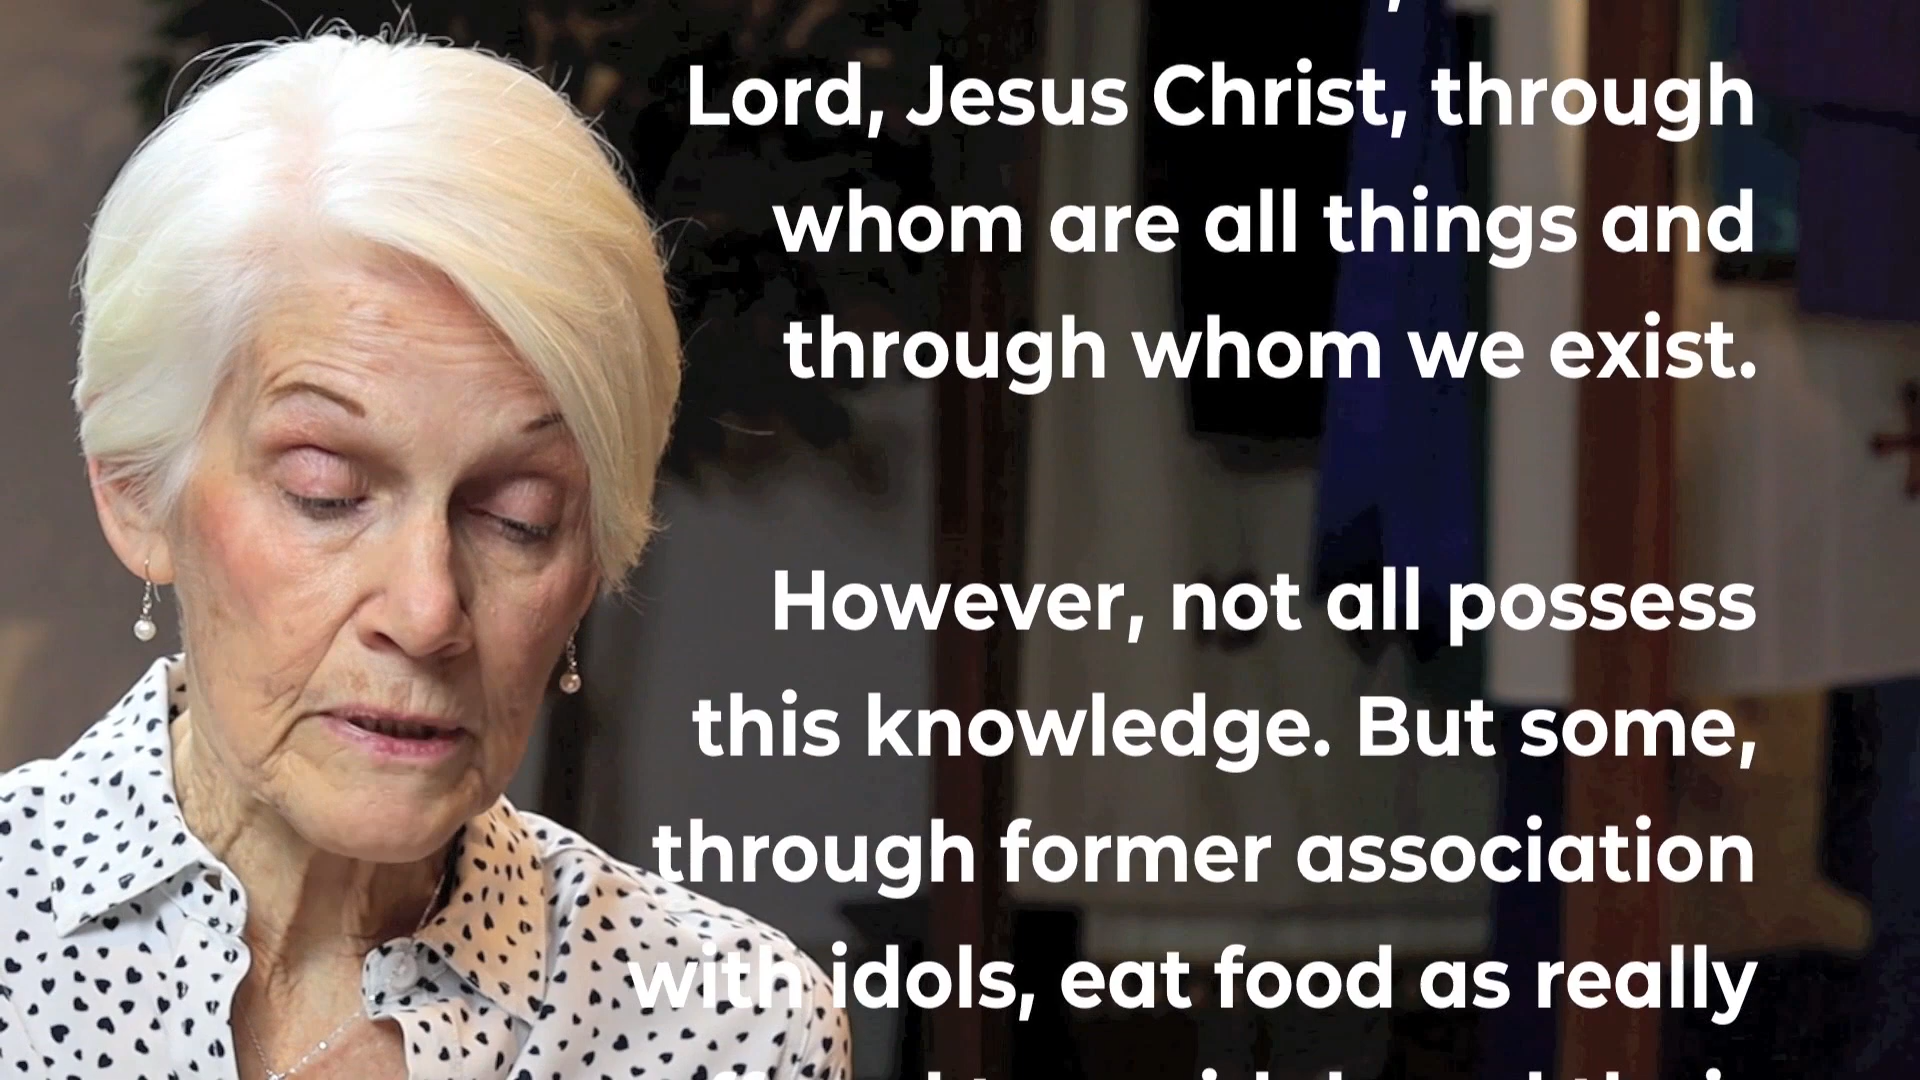 Lord, Jesus Christ, through
whom are all things and
through whom we exist.
However, not all possess
this knowledge. But some,
through former association
with idols, eat food as really